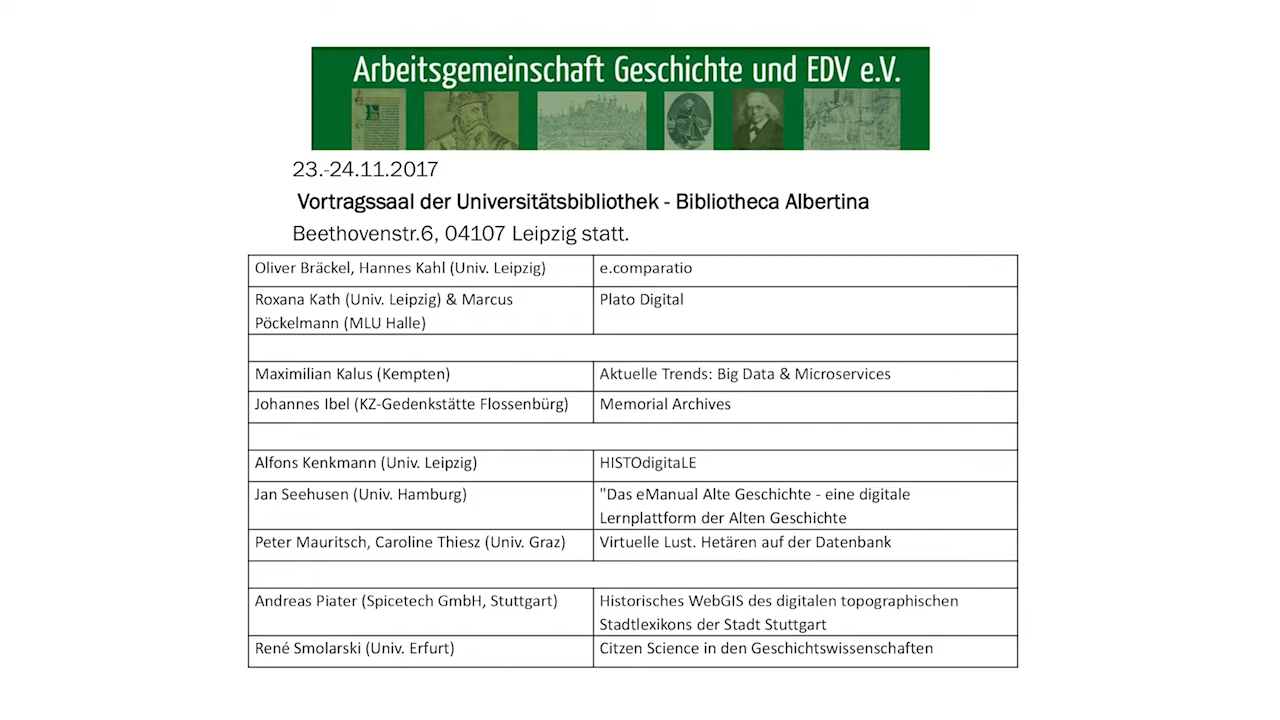 Arbeitsgemeinschaft Geschichte und EDV e.V.
23.-24.11.2017
Vortragssaal der Universitätsbibliothek - Bibliotheca Albertina
Beethovenstr.6, 04107 Leipzig statt.
Oliver Bräckel, Hannes Kahl (Univ. Leipzig)
e.comparatio
Roxana Kath (Univ. Leipzig) & Marcus
Pöckelmann (MLU Halle)
Plato Digital
Maximilian Kalus (Kempten)
Aktuelle Trends: Big Data & Microservices
Johannes Ibel (KZ-Gedenkstätte Flossenbürg)
Memorial Archives
Alfons Kenkmann (Univ. Leipzig)
HISTOdigitaLE
Jan Seehusen (Univ. Hamburg)
"Das eManual Alte Geschichte - eine digitale
Lernplattform der Alten Geschichte
Peter Mauritsch, Caroline Thiesz (Univ. Graz)
Virtuelle Lust. Hetären auf der Datenbank
Andreas Piater (Spicetech GmbH, Stuttgart)
Historisches WebGIS des digitalen topographischen
Stadtlexikons der Stadt Stuttgart
René Smolarski (Univ. Erfurt)
Citzen Science in den Geschichtswissenschaften